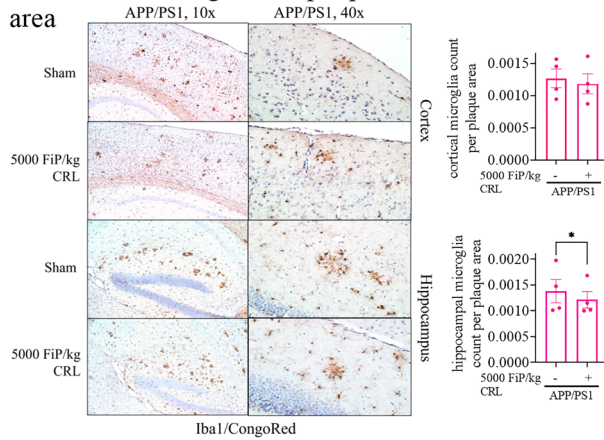 area
APP/PS1, 10x
APP/PS1, 40x
Sham
5000 FiP/kg
CRL
Cortex
Sham
5000 FiP/kg
CRL
Hippocampus
Iba1/CongoRed
cortical microglia count
per plaque area
0.0015
0.0010
0.0005
0.0000
5000 FiP/kg
CRL
- +
APP/PS1
hippocampal microglia
count per plaque area
*
0.0020
0.0015
0.0010
0.0005
0.0000
5000 FiP/kg
CRL
- +
APP/PS1